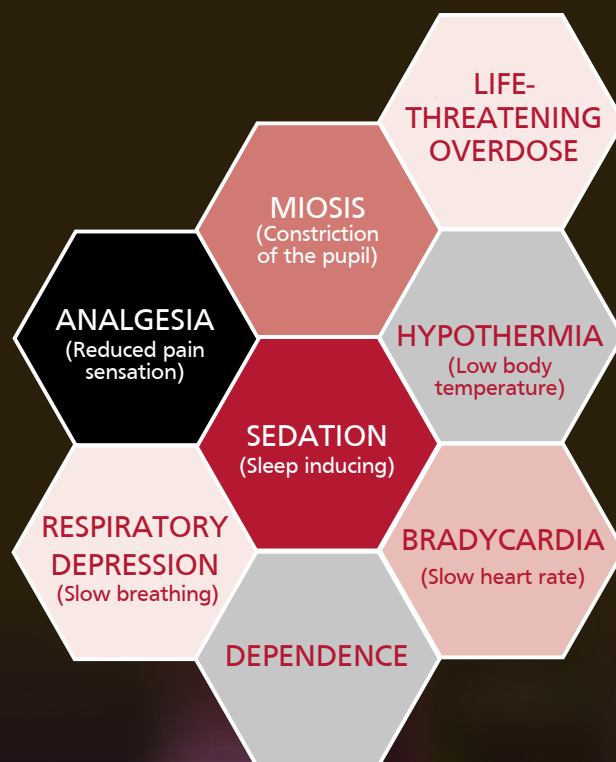 LIFE-
THREATENING
OVERDOSE
MIOSIS
(Constriction
of the pupil)
ANALGESIA
(Reduced pain
sensation)
HYPOTHERMIA
(Low body
temperature)
SEDATION
(Sleep inducing)
RESPIRATORY
DEPRESSION
(Slow breathing)
BRADYCARDIA
(Slow heart rate)
DEPENDENCE